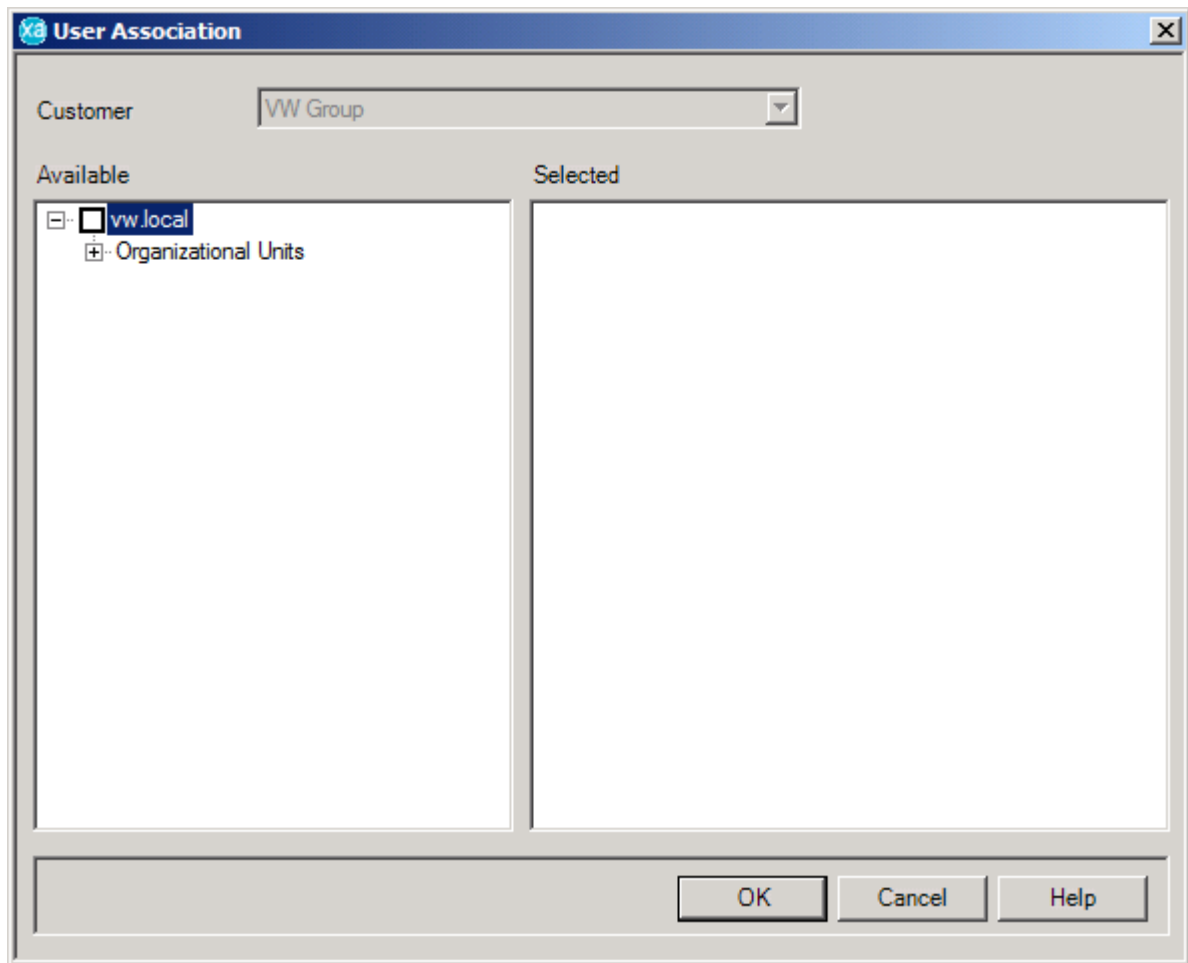 xa User Association
Customer VW Group
Available Selected
vw.local
Organizational Units
OK Cancel Help